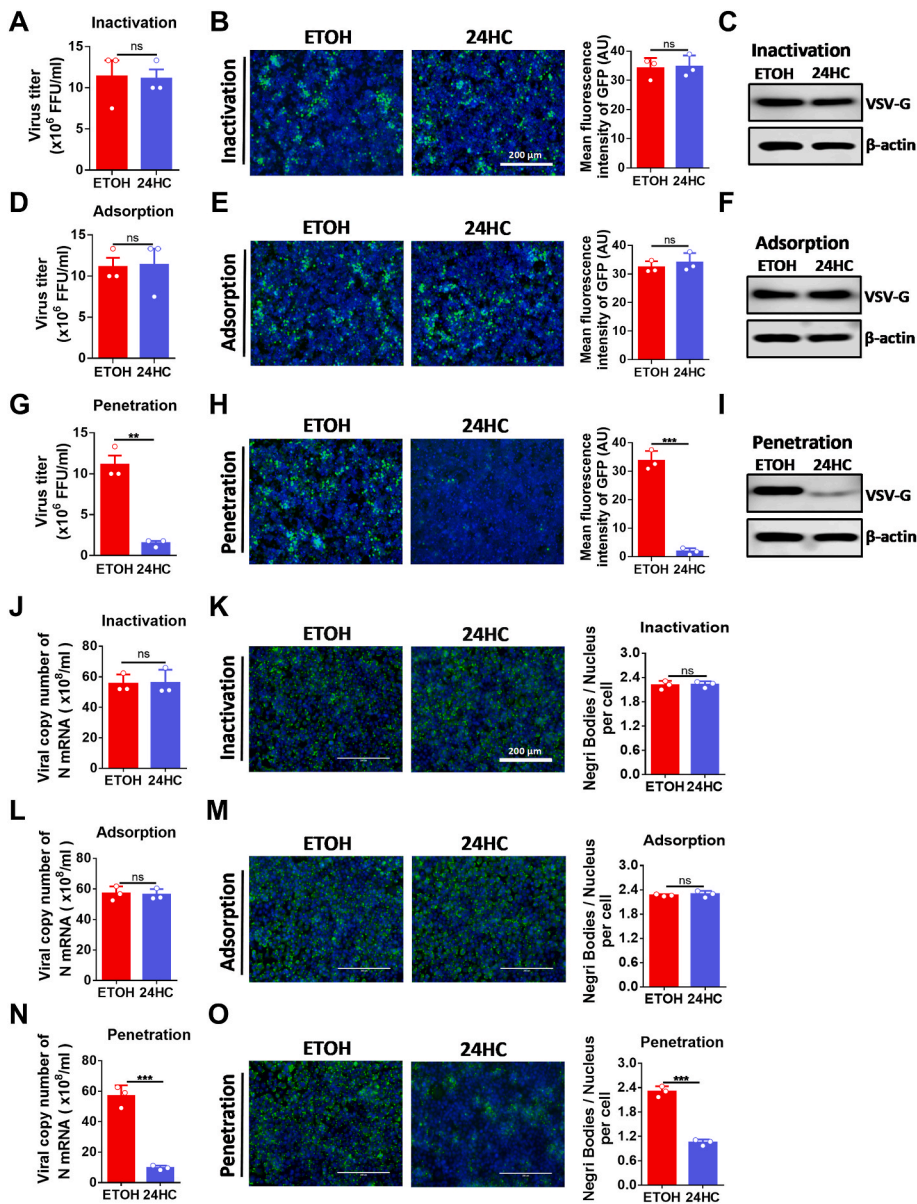 A
Inactivation
Virus titer
(x10⁶ FFU/ml)
15
10
5
0
ns
ETOH 24HC
B
ETOH 24HC
Inactivation
200 μm
Mean fluorescence
intensity of GFP (AU)
40
30
20
10
0
ns
ETOH 24HC
C
Inactivation
ETOH 24HC
VSV-G
β-actin
D
Adsorption
Virus titer
(x10⁶ FFU/ml)
15
10
5
0
ns
ETOH 24HC
E
ETOH 24HC
Adsorption
Mean fluorescence
intensity of GFP (AU)
40
30
20
10
0
ns
ETOH 24HC
F
Adsorption
ETOH 24HC
VSV-G
β-actin
G
Penetration
Virus titer
(x10⁶ FFU/ml)
15
10
5
0
**
ETOH 24HC
H
ETOH 24HC
Penetration
Mean fluorescence
intensity of GFP (AU)
40
30
20
10
0
***
ETOH 24HC
I
Penetration
ETOH 24HC
VSV-G
β-actin
J
Inactivation
Viral copy number of
N mRNA ( x10⁸/ml)
80
60
40
20
0
ns
ETOH 24HC
K
ETOH 24HC
Inactivation
200 μm
Inactivation
Negri Bodies / Nucleus
per cell
3.0
2.4
1.8
1.2
0.6
0.0
ns
ETOH 24HC
L
Adsorption
Viral copy number of
N mRNA ( x10⁸/ml)
80
60
40
20
0
ns
ETOH 24HC
M
ETOH 24HC
Adsorption
Adsorption
Negri Bodies / Nucleus
per cell
3.0
2.4
1.8
1.2
0.6
0.0
ns
ETOH 24HC
N
Penetration
Viral copy number of
N mRNA ( x10⁸/ml)
80
60
40
20
0
***
ETOH 24HC
O
ETOH 24HC
Penetration
Penetration
Negri Bodies / Nucleus
per cell
3.0
2.4
1.8
1.2
0.6
0.0
***
ETOH 24HC